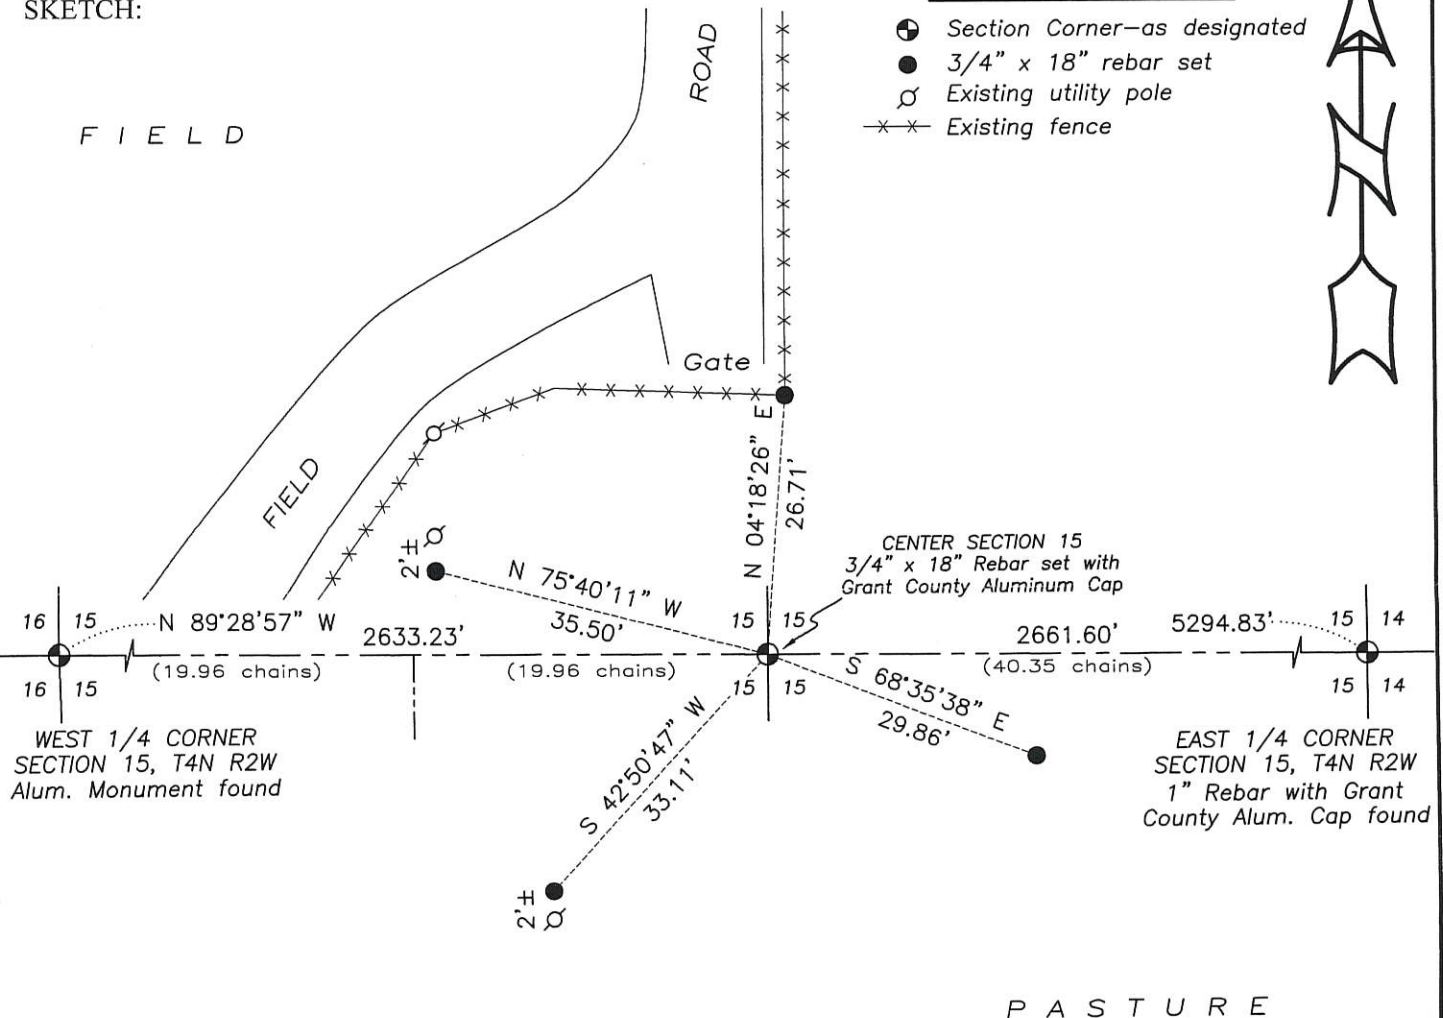 SKETCH:
Section Corner-as designated
3/4" x 18" rebar set
Existing utility pole
Existing fence
F I E L D
ROAD
N
Gate
FIELD
N 04°18'26" E
26.71'
2'±
N 75°40'11" W
35.50'
CENTER SECTION 15
3/4" x 18" Rebar set with
Grant County Aluminum Cap
16 15
N 89°28'57" W
2633.23'
15 15
2661.60'
5294.83'
15 14
(19.96 chains)
(19.96 chains)
(40.35 chains)
16 15
15 15
15 14
S 68°35'38" E
29.86'
S 42°50'47" W
33.11'
WEST 1/4 CORNER
SECTION 15, T4N R2W
Alum. Monument found
EAST 1/4 CORNER
SECTION 15, T4N R2W
1" Rebar with Grant
County Alum. Cap found
2'±
P A S T U R E